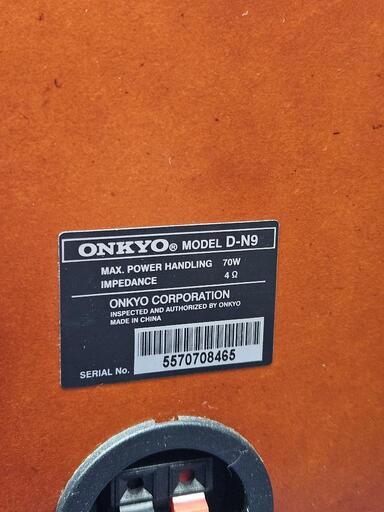 ONKYO® MODEL D-N9
MAX. POWER HANDLING 70W
IMPEDANCE 4 Ω
ONKYO CORPORATION
INSPECTED AND AUTHORIZED BY ONKYO
MADE IN CHINA
SERIAL No. 5570708465